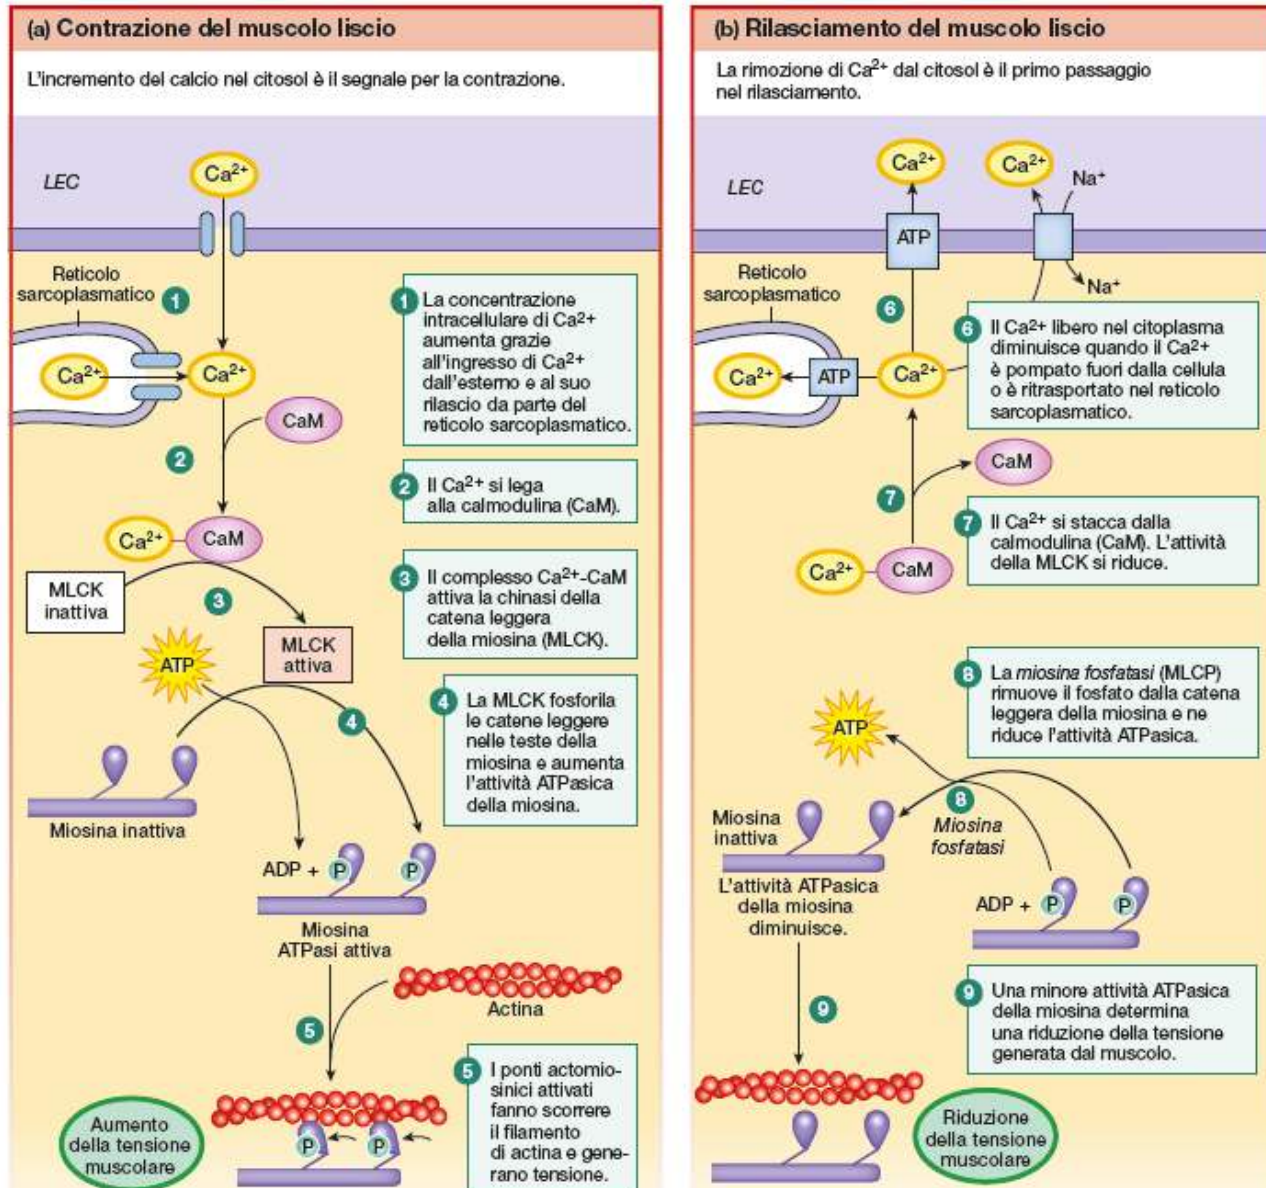 (a) Contrazione del muscolo liscio
L'incremento del calcio nel citosol è il segnale per la contrazione.
LEC
Ca2+
Reticolo
sarcoplasmatico
1
Ca2+
Ca2+
CaM
2
Ca2+
CaM
MLCK
inattiva
3
MLCK
attiva
ATP
4
Miosina inattiva
ADP +
P
P
Miosina
ATPasi attiva
Actina
5
Aumento
della tensione
muscolare
P
P
1 La concentrazione
intracellulare di Ca2+
aumenta grazie
all'ingresso di Ca2+
dall'esterno e al suo
rilascio da parte del
reticolo sarcoplasmatico.
2 Il Ca2+ si lega
alla calmodulina (CaM).
3 Il complesso Ca2+-CaM
attiva la chinasi della
catena leggera
della miosina (MLCK).
4 La MLCK fosforila
le catene leggere
nelle teste della
miosina e aumenta
l'attività ATPasica
della miosina.
5 I ponti actomio-
sinici attivati
fanno scorrere
il filamento
di actina e gene-
rano tensione.
(b) Rilasciamento del muscolo liscio
La rimozione di Ca2+ dal citosol è il primo passaggio
nel rilasciamento.
LEC
Ca2+
Ca2+
Na+
ATP
Na+
Reticolo
sarcoplasmatico
6
Ca2+
ATP
Ca2+
CaM
7
Ca2+
CaM
6 Il Ca2+ libero nel citoplasma
diminuisce quando il Ca2+
è pompato fuori dalla cellula
o è ritrasportato nel reticolo
sarcoplasmatico.
7 Il Ca2+ si stacca dalla
calmodulina (CaM). L'attività
della MLCK si riduce.
8 La miosina fosfatasi (MLCP)
rimuove il fosfato dalla catena
leggera della miosina e ne
riduce l'attività ATPasica.
ATP
8
Miosina
fosfatasi
Miosina
inattiva
L'attività ATPasica
della miosina
diminuisce.
ADP +
P
P
9
9 Una minore attività ATPasica
della miosina determina
una riduzione della tensione
generata dal muscolo.
Riduzione
della tensione
muscolare